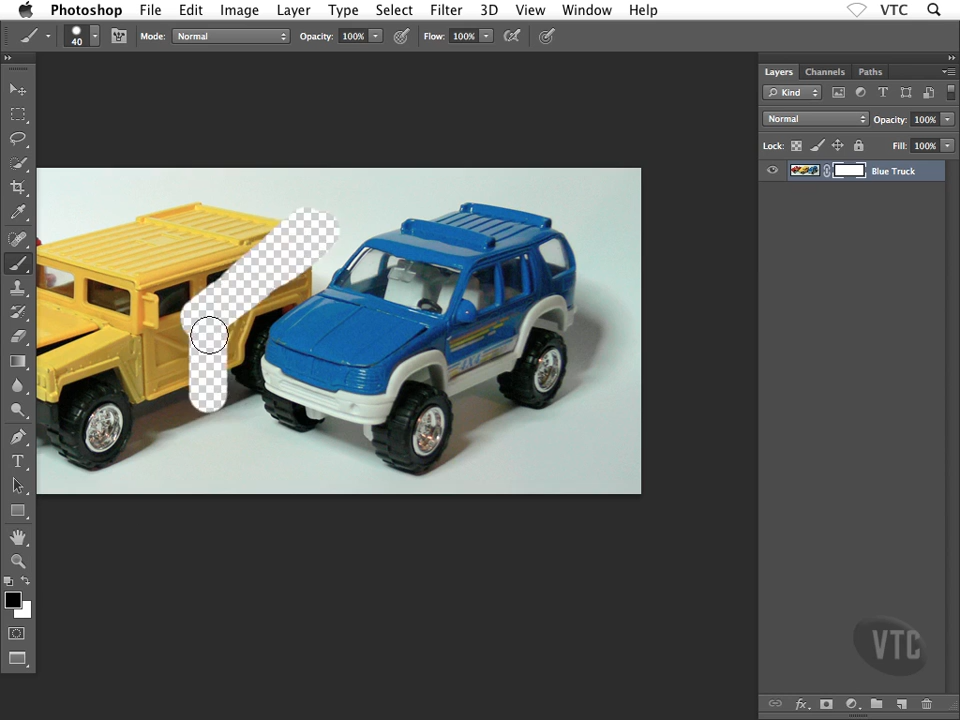 Photoshop File Edit Image Layer Type Select Filter 3D View Window Help VTC
40 Mode: Normal Opacity: 100% Flow: 100%
Layers Channels Paths
Kind
Normal Opacity: 100%
Lock: Fill: 100%
Blue Truck
4X4
VTC